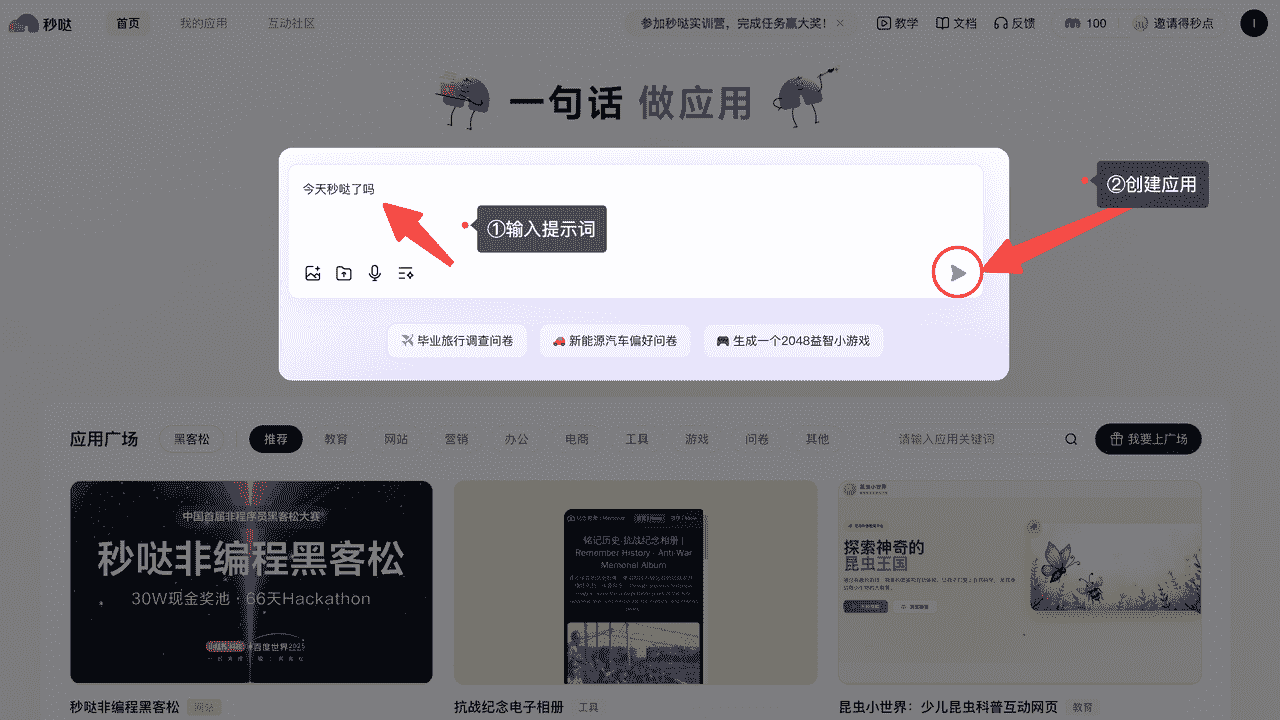 秒哒 首页 我的应用 互动社区 参加秒哒实训营，完成任务赢大奖！ × 教学 文档 反馈 100 邀请得秒点 I
一句话 做应用
今天秒哒了吗
①输入提示词
②创建应用
毕业旅行调查问卷 新能源汽车偏好问卷 生成一个2048益智小游戏
应用广场 黑客松 推荐 教育 网站 营销 办公 电商 工具 游戏 问卷 其他 请输入应用关键词 我要上广场
中国首届非程序员黑客松大赛
秒哒非编程黑客松
30W现金奖池·66天Hackathon
百度世界2025
铭记历史·抗战纪念相册 |
Remember History - Anti-War
Memorial Album
昆虫小世界
探索神奇的
昆虫王国
秒哒非编程黑客松 网站
抗战纪念电子相册 工具
昆虫小世界：少儿昆虫科普互动网页 教育